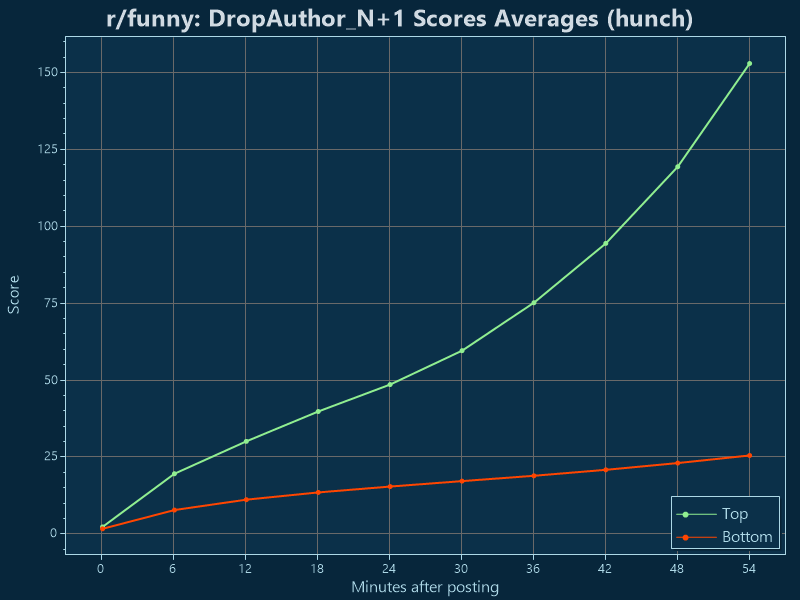 r/funny: DropAuthor_N+1 Scores Averages (hunch)
150
125
100
75
50
25
0
Score
0 6 12 18 24 30 36 42 48 54
Minutes after posting
Top
Bottom